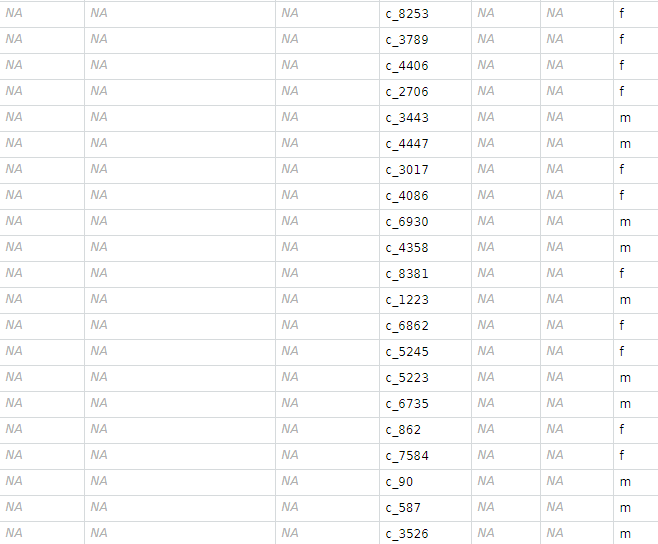 NA NA NA c_8253 NA NA f
NA NA NA c_3789 NA NA f
NA NA NA c_4406 NA NA f
NA NA NA c_2706 NA NA f
NA NA NA c_3443 NA NA m
NA NA NA c_4447 NA NA m
NA NA NA c_3017 NA NA f
NA NA NA c_4086 NA NA f
NA NA NA c_6930 NA NA m
NA NA NA c_4358 NA NA m
NA NA NA c_8381 NA NA f
NA NA NA c_1223 NA NA m
NA NA NA c_6862 NA NA f
NA NA NA c_5245 NA NA f
NA NA NA c_5223 NA NA m
NA NA NA c_6735 NA NA m
NA NA NA c_862 NA NA f
NA NA NA c_7584 NA NA f
NA NA NA c_90 NA NA m
NA NA NA c_587 NA NA m
NA NA NA c_3526 NA NA m